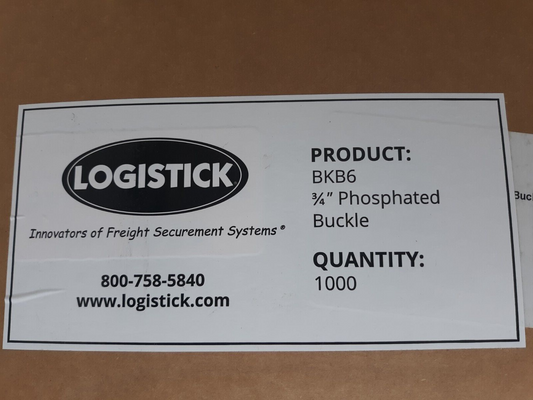 LOGISTICK
Innovators of Freight Securement Systems®
800-758-5840
www.logistick.com
PRODUCT:
BKB6
¾” Phosphated
Buckle
QUANTITY:
1000